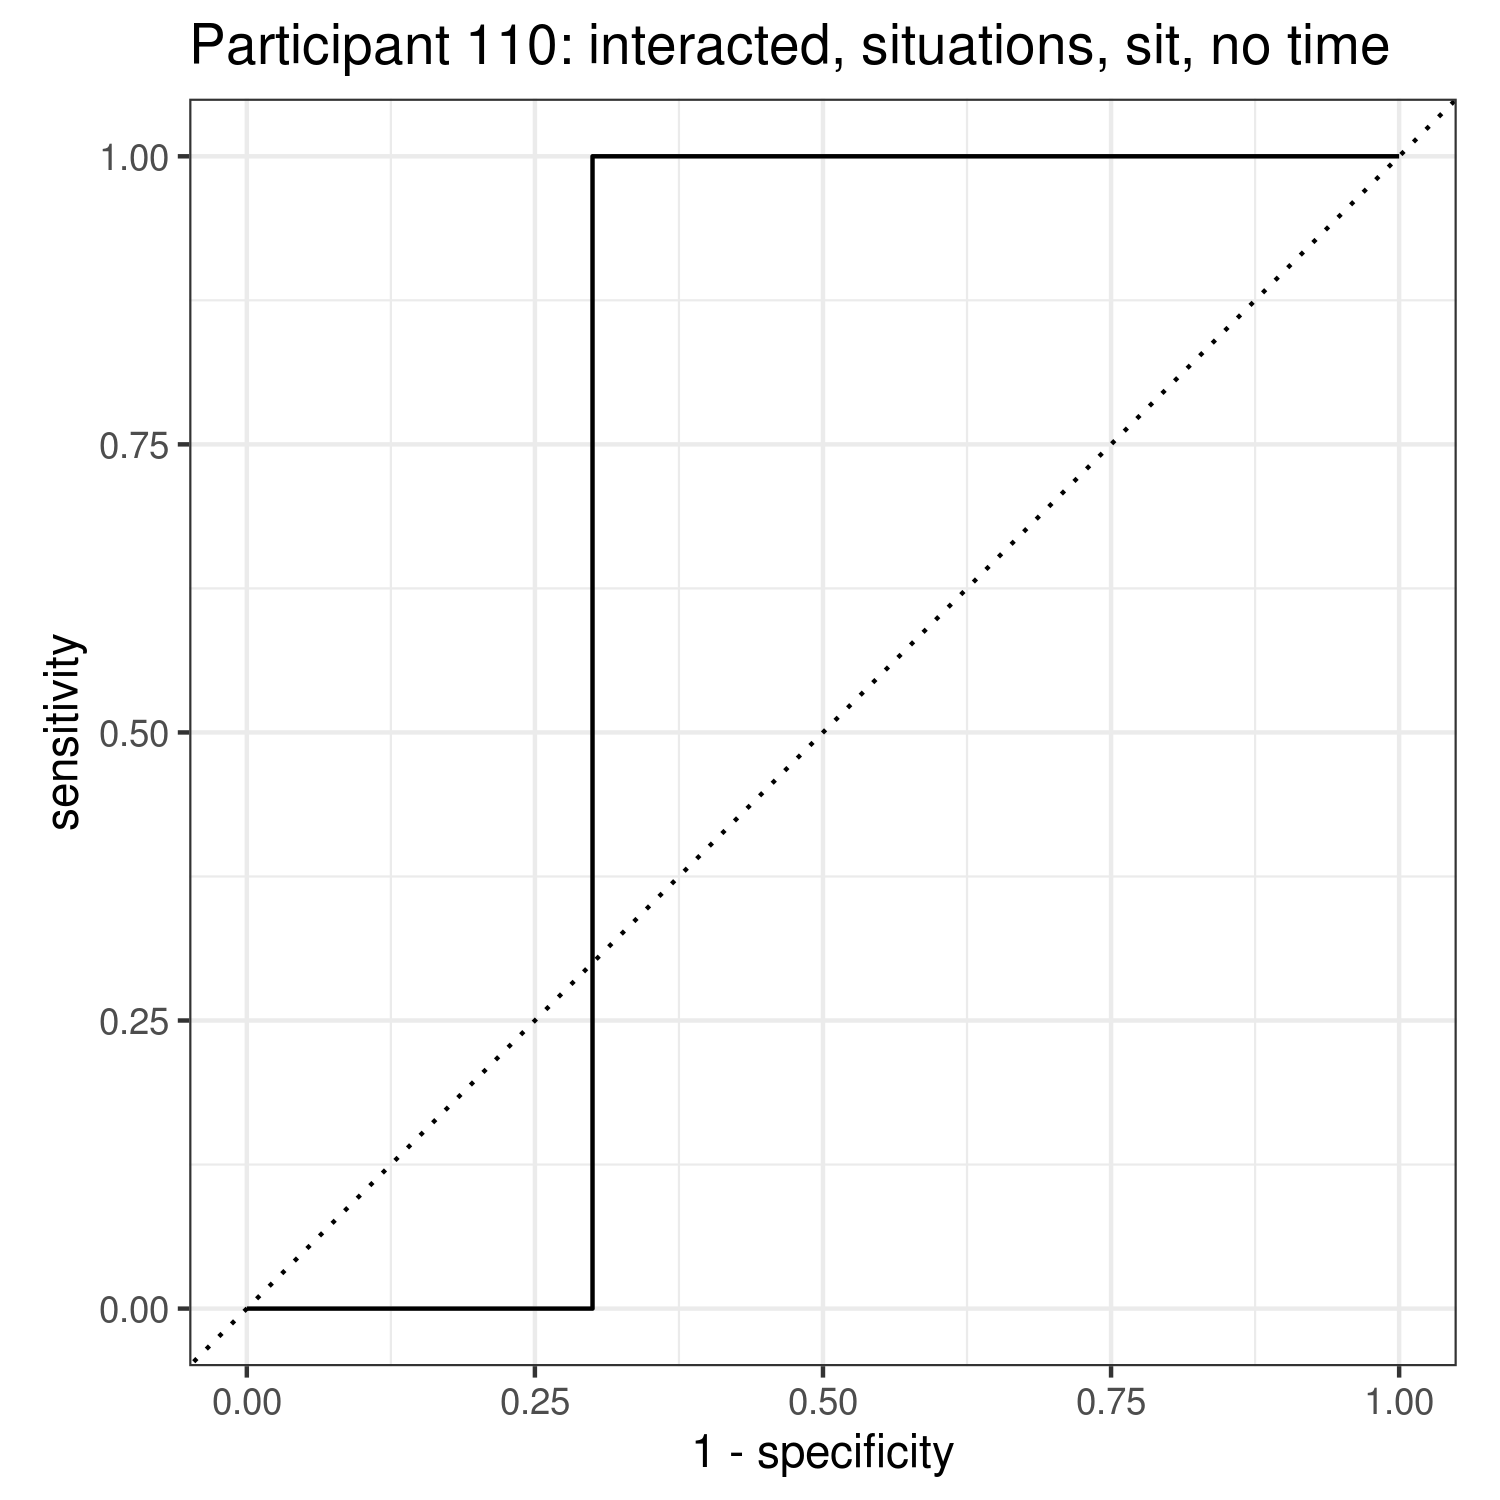 Participant 110: interacted, situations, sit, no time
1.00
0.75
0.50
0.25
0.00
sensitivity
0.00 0.25 0.50 0.75 1.00
1 - specificity